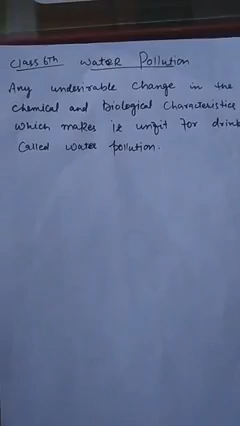 Class 6th Water Pollution
Any undesirable change in the
chemical and biological characteristics
which makes it unfit for drink
called water pollution.